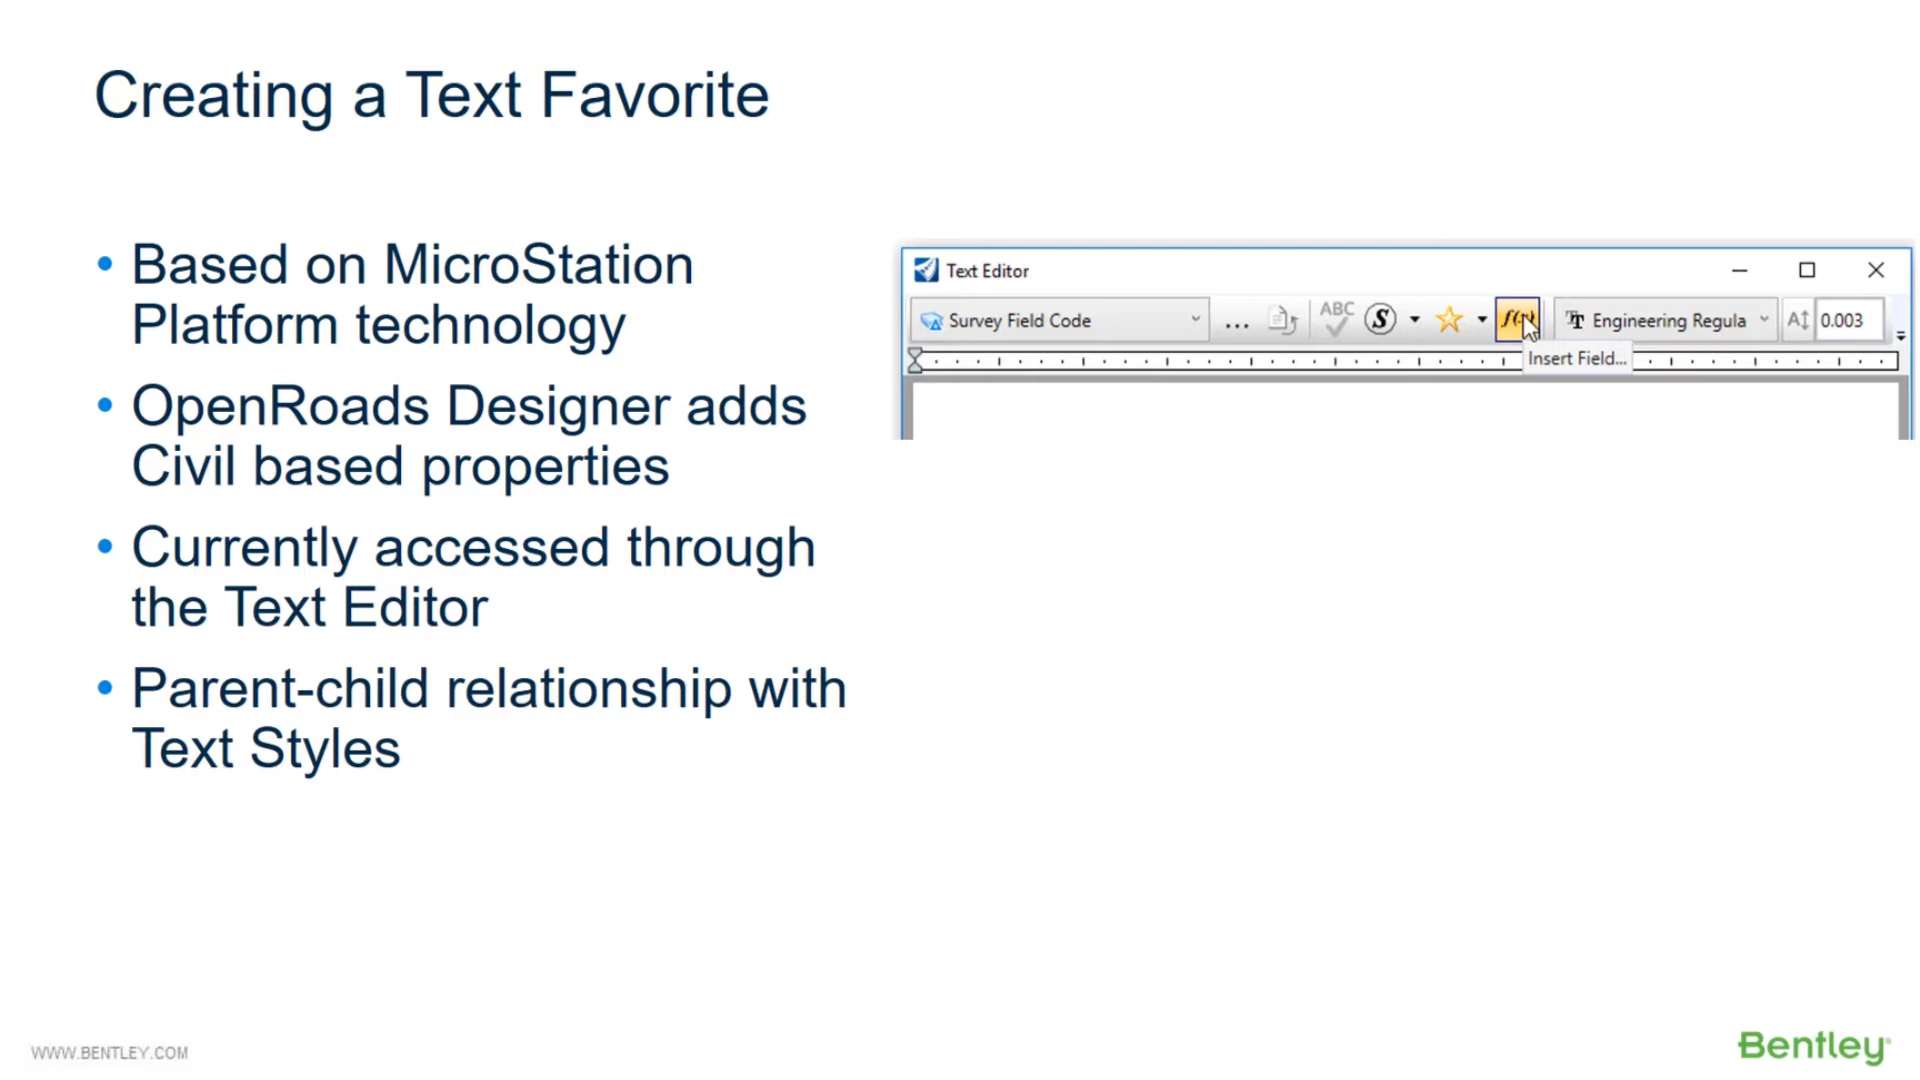 Creating a Text Favorite
• Based on MicroStation
Platform technology
• OpenRoads Designer adds
Civil based properties
• Currently accessed through
the Text Editor
• Parent-child relationship with
Text Styles
Text Editor
Survey Field Code ... ABC S f(x) Tt Engineering Regula A 0.003
Insert Field...
WWW.BENTLEY.COM
Bentley